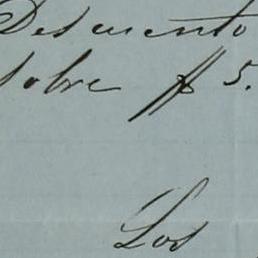 Descuento
sobre $ 5.
Los